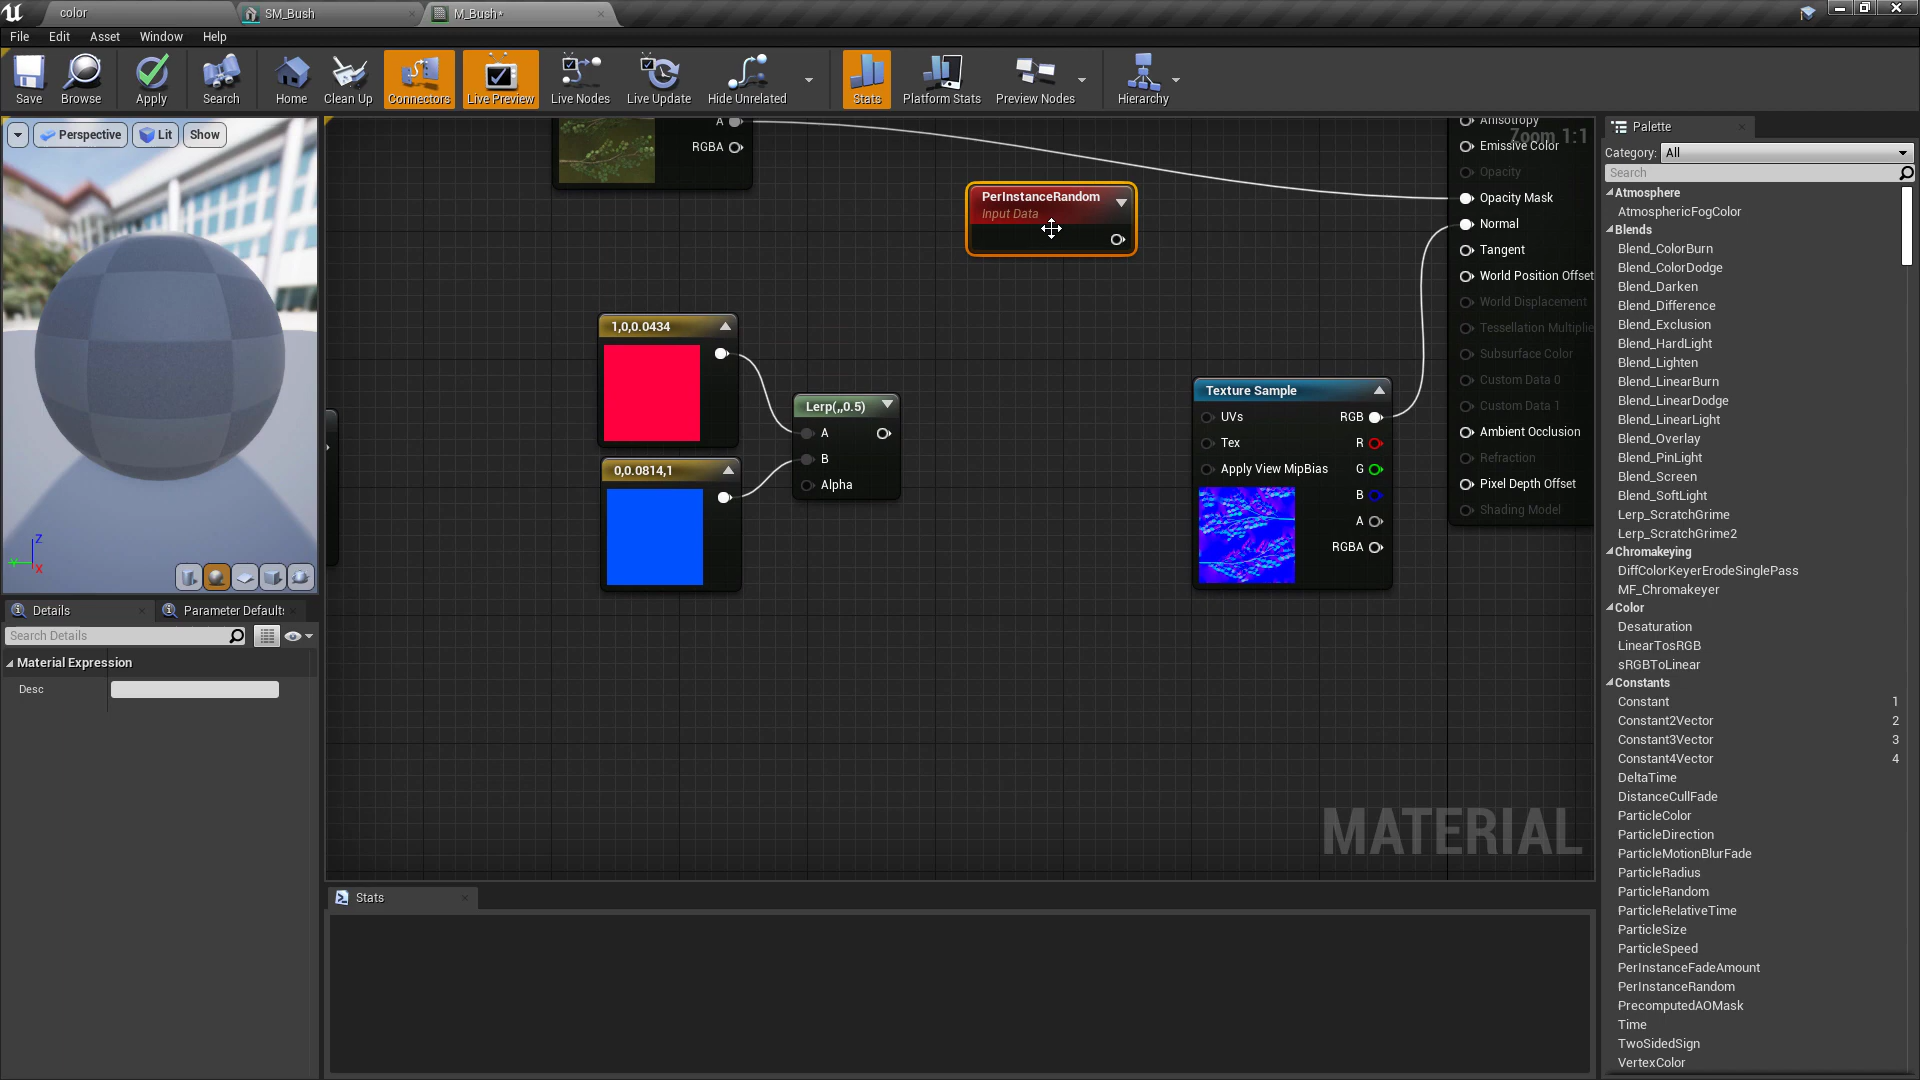 color
SM_Bush
M_Bush*
File
Edit
Asset
Window
Help
Save
Browse
Apply
Search
Home
Clean Up
Connectors
Live Preview
Live Nodes
Live Update
Hide Unrelated
Stats
Platform Stats
Preview Nodes
Hierarchy
Perspective
Lit
Show
Z
Y
X
Details
Parameter Default
Search Details
Material Expression
Desc
A
RGBA
PerInstanceRandom
Input Data
1,0,0.0434
0,0.0814,1
Lerp(,,0.5)
A
B
Alpha
Texture Sample
UVs
RGB
Tex
R
Apply View MipBias
G
B
A
RGBA
Zoom 1:1
Anisotropy
Emissive Color
Opacity
Opacity Mask
Normal
Tangent
World Position Offset
World Displacement
Tessellation Multiplie
Subsurface Color
Custom Data 0
Custom Data 1
Ambient Occlusion
Refraction
Pixel Depth Offset
Shading Model
MATERIAL
Stats
Palette
Category:
All
Search
Atmosphere
AtmosphericFogColor
Blends
Blend_ColorBurn
Blend_ColorDodge
Blend_Darken
Blend_Difference
Blend_Exclusion
Blend_HardLight
Blend_Lighten
Blend_LinearBurn
Blend_LinearDodge
Blend_LinearLight
Blend_Overlay
Blend_PinLight
Blend_Screen
Blend_SoftLight
Lerp_ScratchGrime
Lerp_ScratchGrime2
Chromakeying
DiffColorKeyerErodeSinglePass
MF_Chromakeyer
Color
Desaturation
LinearTosRGB
sRGBToLinear
Constants
Constant 1
Constant2Vector 2
Constant3Vector 3
Constant4Vector 4
DeltaTime
DistanceCullFade
ParticleColor
ParticleDirection
ParticleMotionBlurFade
ParticleRadius
ParticleRandom
ParticleRelativeTime
ParticleSize
ParticleSpeed
PerInstanceFadeAmount
PerInstanceRandom
PrecomputedAOMask
Time
TwoSidedSign
VertexColor